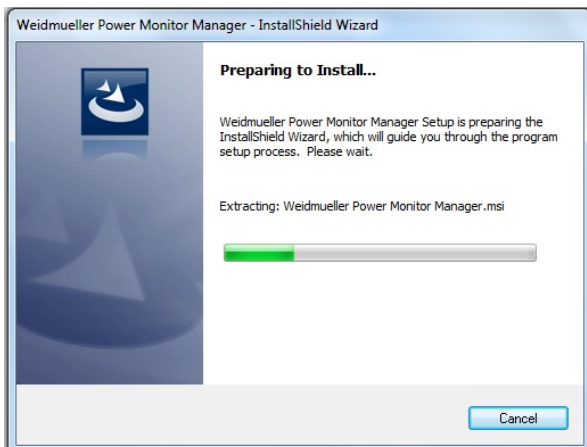 Weidmueller Power Monitor Manager - InstallShield Wizard
Preparing to Install...
Weidmueller Power Monitor Manager Setup is preparing the
InstallShield Wizard, which will guide you through the program
setup process.  Please wait.
Extracting: Weidmueller Power Monitor Manager.msi
Cancel